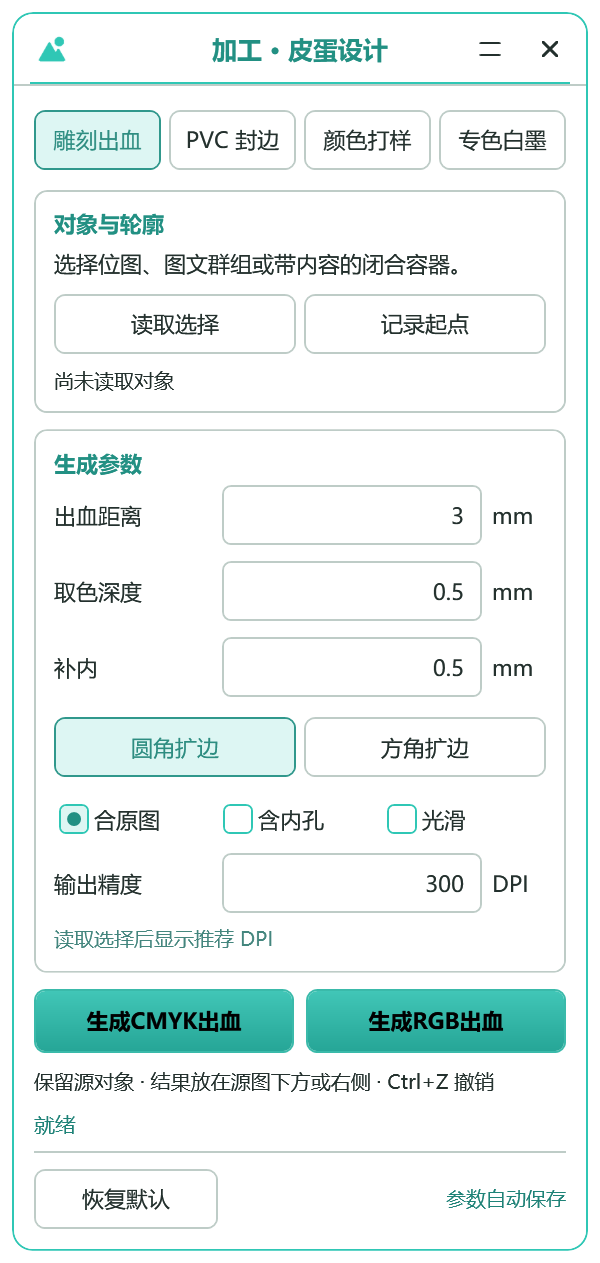 加工·皮蛋设计
雕刻出血 PVC 封边 颜色打样 专色白墨
对象与轮廓
选择位图、图文群组或带内容的闭合容器。
读取选择 记录起点
尚未读取对象
生成参数
出血距离 3 mm
取色深度 0.5 mm
补内 0.5 mm
圆角扩边 方角扩边
合原图 含内孔 光滑
输出精度 300 DPI
读取选择后显示推荐 DPI
生成CMYK出血 生成RGB出血
保留源对象 · 结果放在源图下方或右侧 · Ctrl+Z 撤销
就绪
恢复默认 参数自动保存